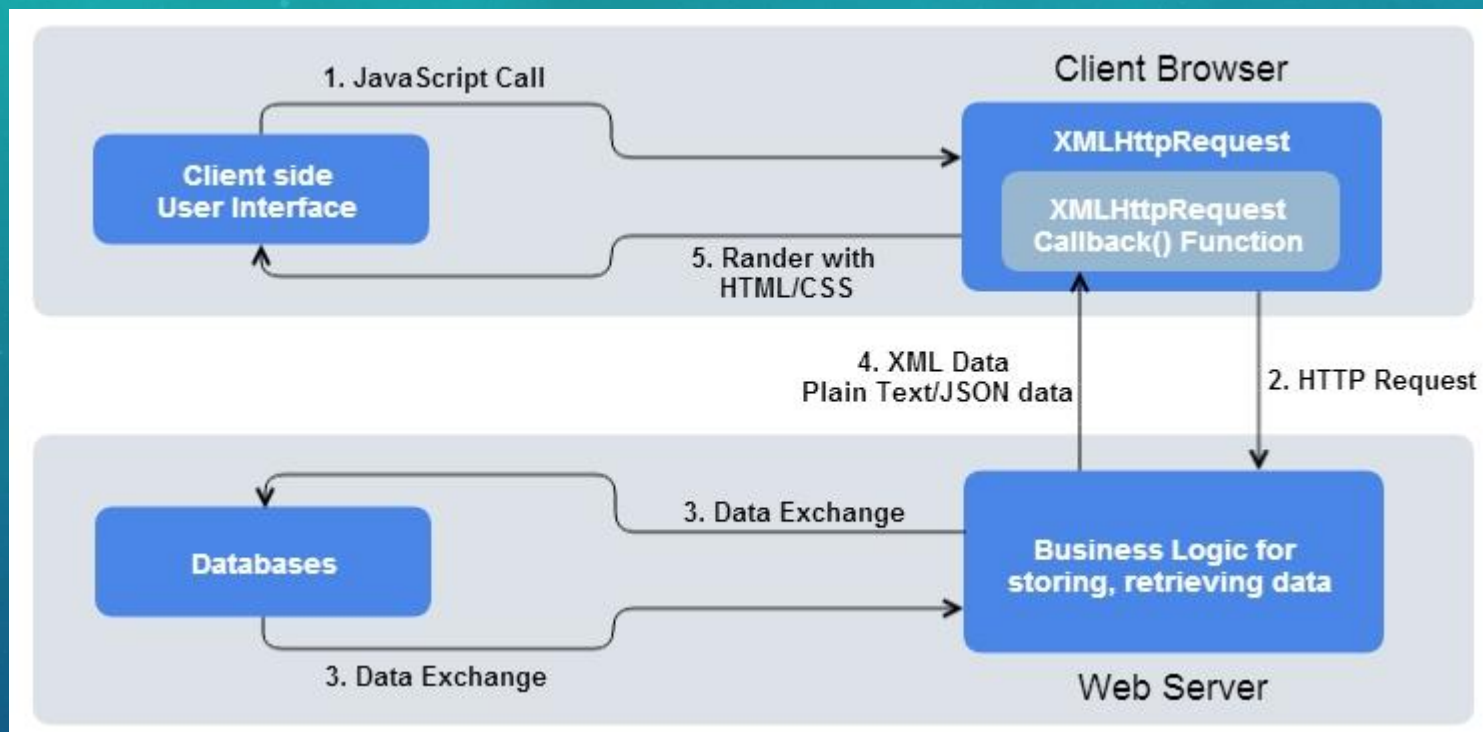 Client Browser
1. JavaScript Call
XMLHttpRequest
Client side
User Interface
XMLHttpRequest
Callback() Function
5. Rander with
HTML/CSS
4. XML Data
Plain Text/JSON data
2. HTTP Request
3. Data Exchange
Databases
Business Logic for
storing, retrieving data
3. Data Exchange
Web Server